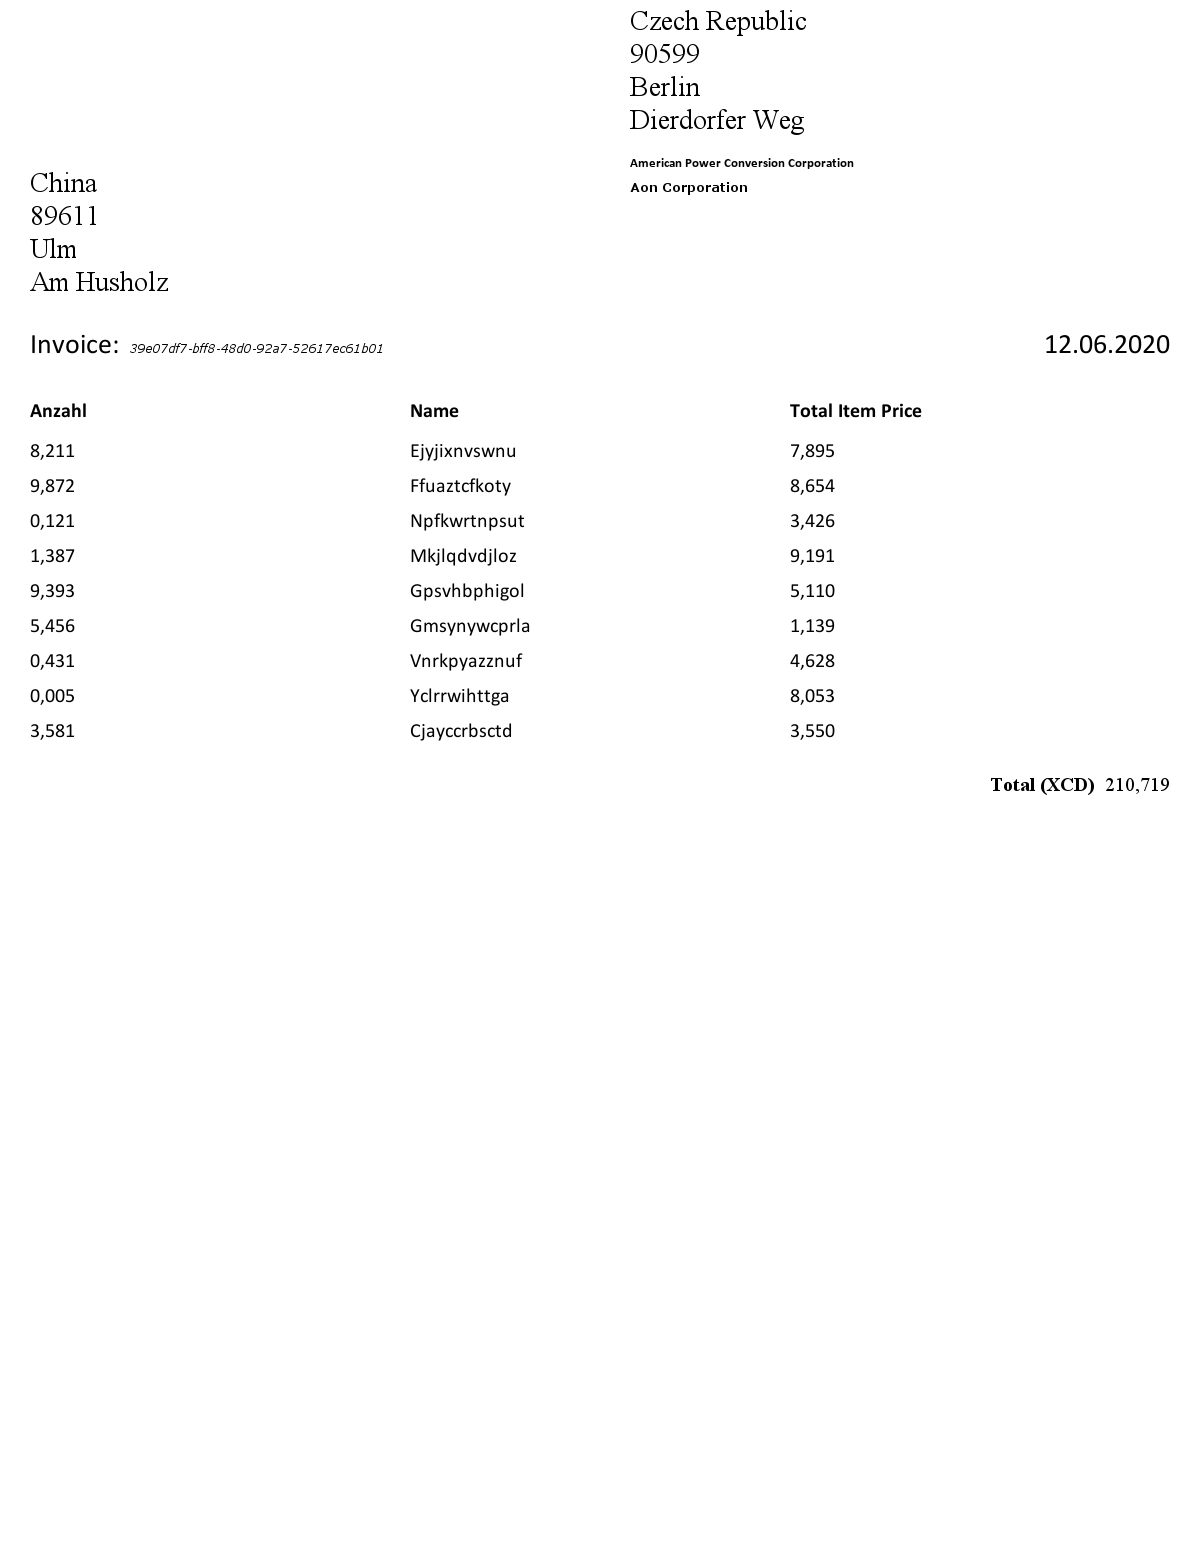 Czech Republic
90599
Berlin
Dierdorfer Weg
American Power Conversion Corporation
Aon Corporation
China
89611
Ulm
Am Husholz
Invoice: 39e07df7-bff8-48d0-92a7-52617ec61b01 12.06.2020
Anzahl Name Total Item Price
8,211 Ejyjixnvswnu 7,895
9,872 Ffuaztcfkoty 8,654
0,121 Npfkwrtnpsut 3,426
1,387 Mkjlqdvdjloz 9,191
9,393 Gpsvhbphigol 5,110
5,456 Gmsynywcprla 1,139
0,431 Vnrkpyazznuf 4,628
0,005 Yclrrwihttga 8,053
3,581 Cjayccrbsctd 3,550
Total (XCD) 210,719